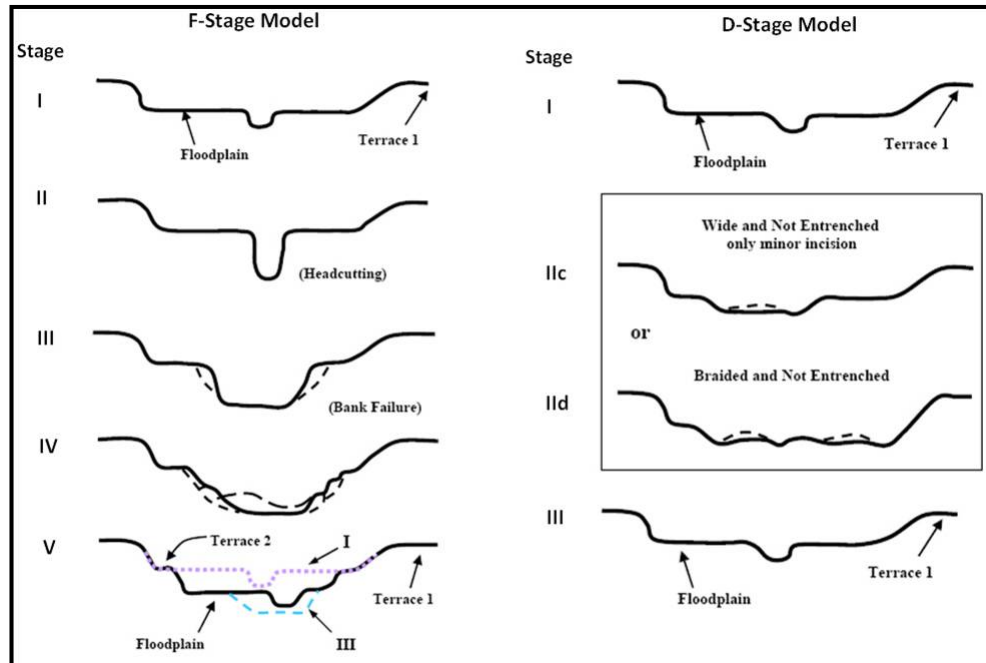 F-Stage Model
Stage
I
Floodplain
Terrace 1
II
(Headcutting)
III
(Bank Failure)
IV
V
Terrace 2
I
Terrace 1
Floodplain
III
D-Stage Model
Stage
I
Floodplain
Terrace 1
Wide and Not Entrenched
only minor incision
IIc
or
Braided and Not Entrenched
IId
III
Floodplain
Terrace 1